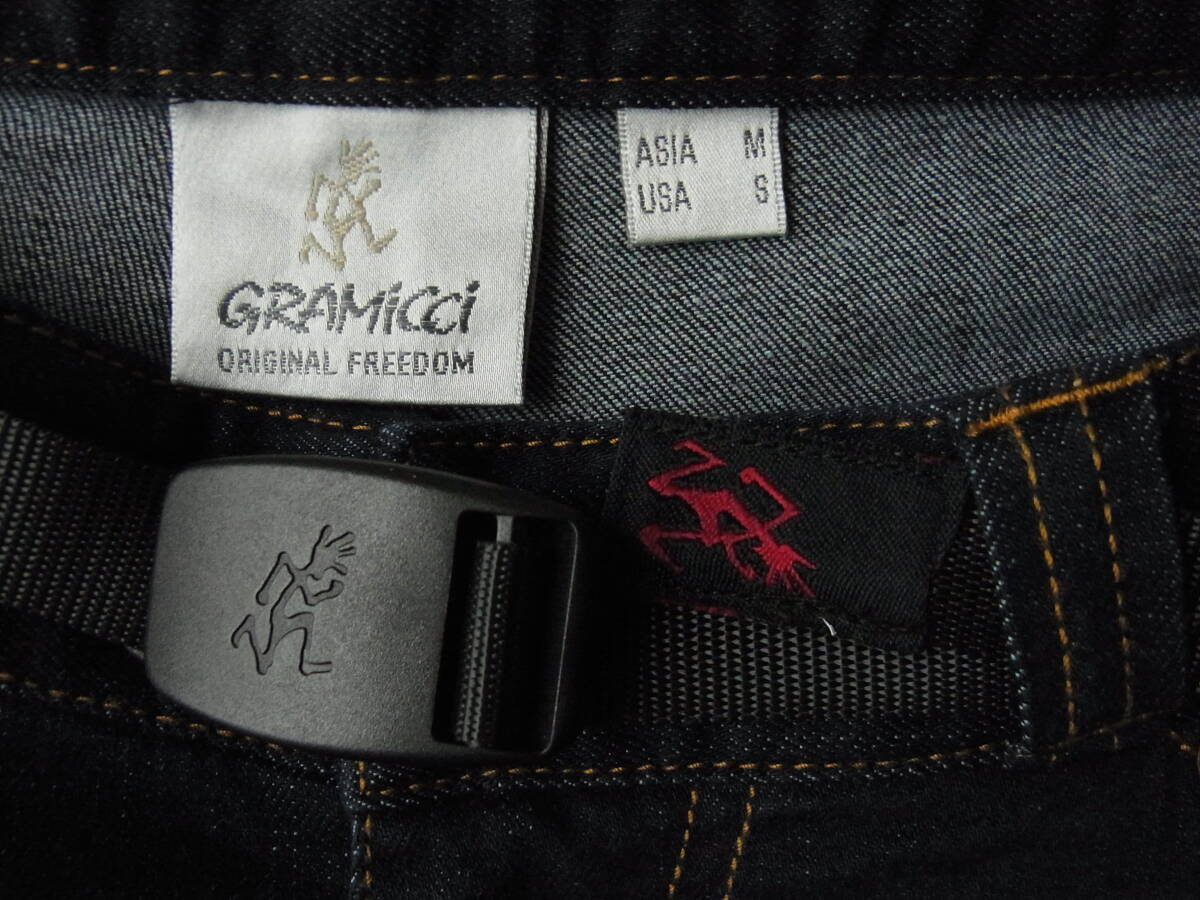 GRAMiCCi
ORIGINAL FREEDOM
ASIA M
USA S